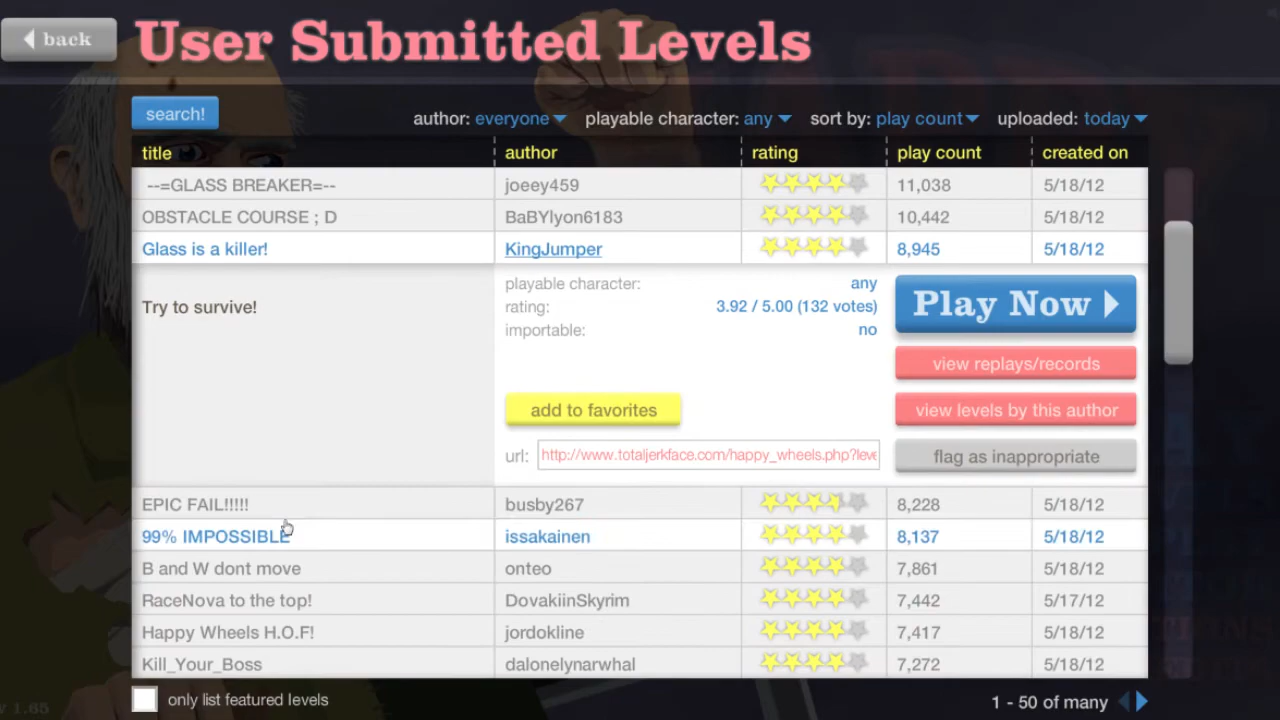 back
User Submitted Levels
search!
author: everyone playable character: any sort by: play count uploaded: today
title author rating play count created on
--=GLASS BREAKER=-- joeey459 11,038 5/18/12
OBSTACLE COURSE ; D BaBYlyon6183 10,442 5/18/12
Glass is a killer! KingJumper 8,945 5/18/12
Try to survive!
playable character: any
rating: 3.92 / 5.00 (132 votes)
importable: no
add to favorites
url: http://www.totaljerkface.com/happy_wheels.php?leve
Play Now
view replays/records
view levels by this author
flag as inappropriate
EPIC FAIL!!!!! busby267 8,228 5/18/12
99% IMPOSSIBLE issakainen 8,137 5/18/12
B and W dont move onteo 7,861 5/18/12
RaceNova to the top! DovakiinSkyrim 7,442 5/17/12
Happy Wheels H.O.F! jordokline 7,417 5/18/12
Kill_Your_Boss dalonelynarwhal 7,272 5/18/12
only list featured levels
1 - 50 of many